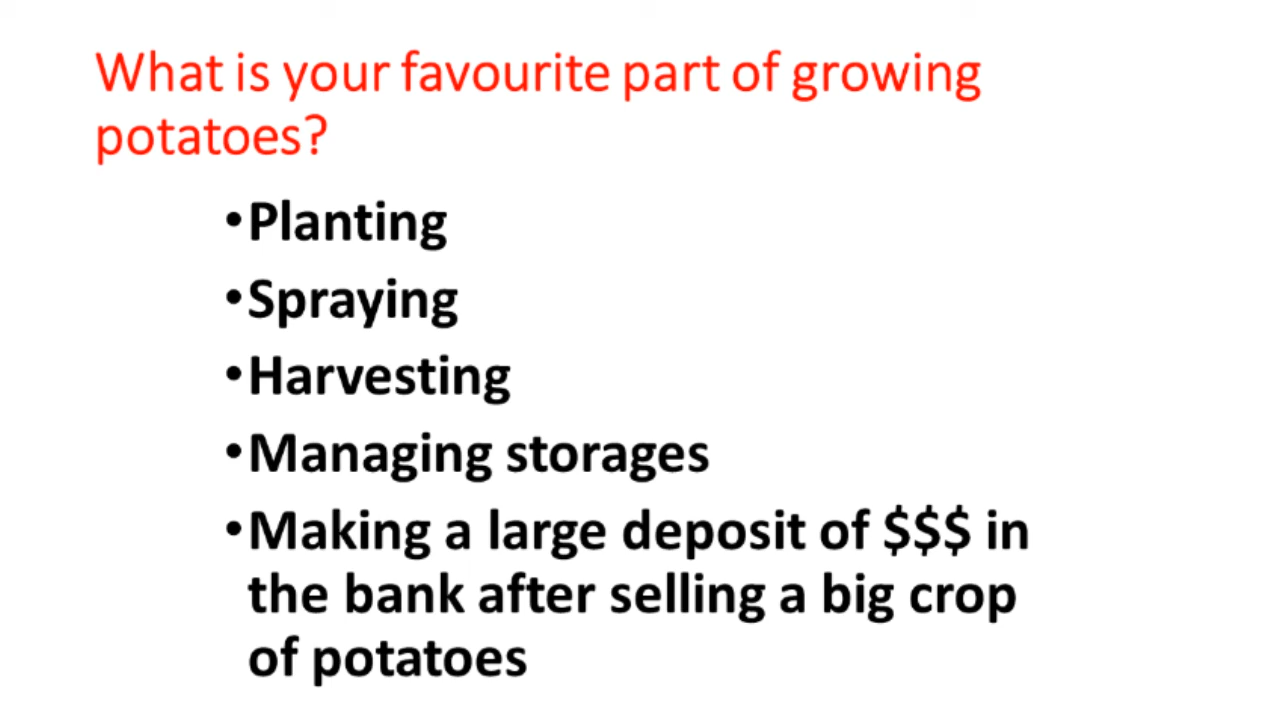 What is your favourite part of growing
potatoes?
•Planting
•Spraying
•Harvesting
•Managing storages
•Making a large deposit of $$$ in
the bank after selling a big crop
of potatoes